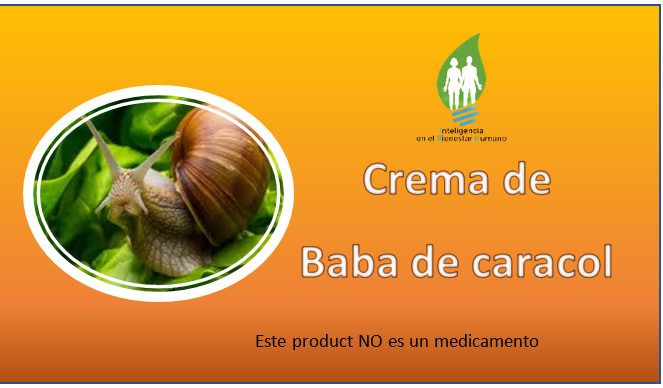 Inteligencia
en el Bienestar Humano
Crema de
Baba de caracol
Este product NO es un medicamento